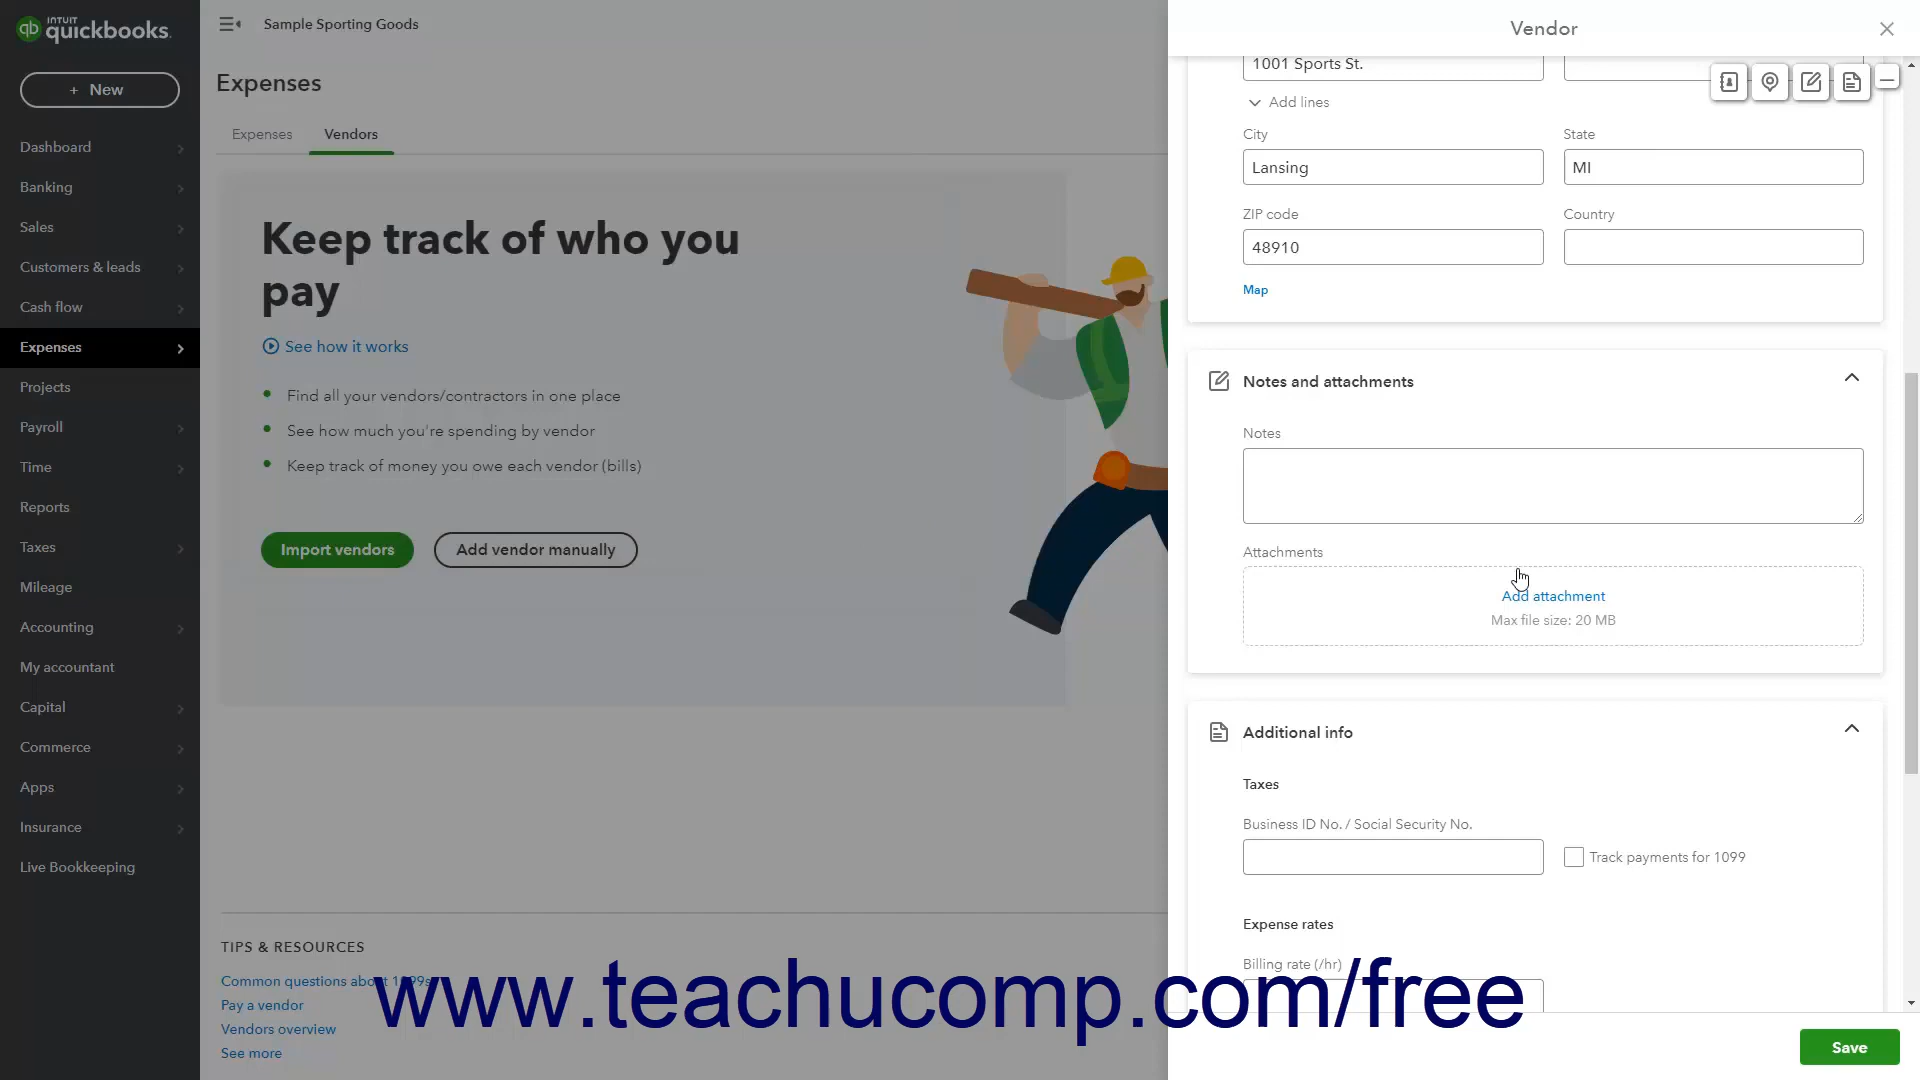 INTUIT
quickbooks.
+ New
Dashboard
Banking
Sales
Customers & leads
Cash flow
Expenses
Projects
Payroll
Time
Reports
Taxes
Mileage
Accounting
My accountant
Capital
Commerce
Apps
Insurance
Live Bookkeeping
Sample Sporting Goods
Expenses
Expenses
Vendors
Keep track of who you
pay
See how it works
Find all your vendors/contractors in one place
See how much you're spending by vendor
Keep track of money you owe each vendor (bills)
Import vendors
Add vendor manually
TIPS & RESOURCES
Common questions about 1099s
Pay a vendor
Vendors overview
See more
Vendor
1001 Sports St.
Add lines
City
State
Lansing
MI
ZIP code
Country
48910
Map
Notes and attachments
Notes
Attachments
Add attachment
Max file size: 20 MB
Additional info
Taxes
Business ID No. / Social Security No.
Track payments for 1099
Expense rates
Billing rate (/hr)
Save
www.teachucomp.com/free